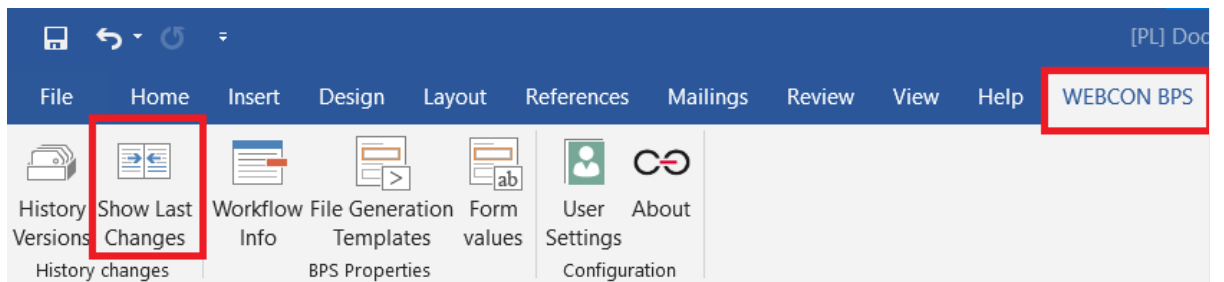 [PL] Doc
File Home Insert Design Layout References Mailings Review View Help WEBCON BPS
ab
History Show Last Workflow File Generation Form User About
Versions Changes Info Templates values Settings
History changes BPS Properties Configuration